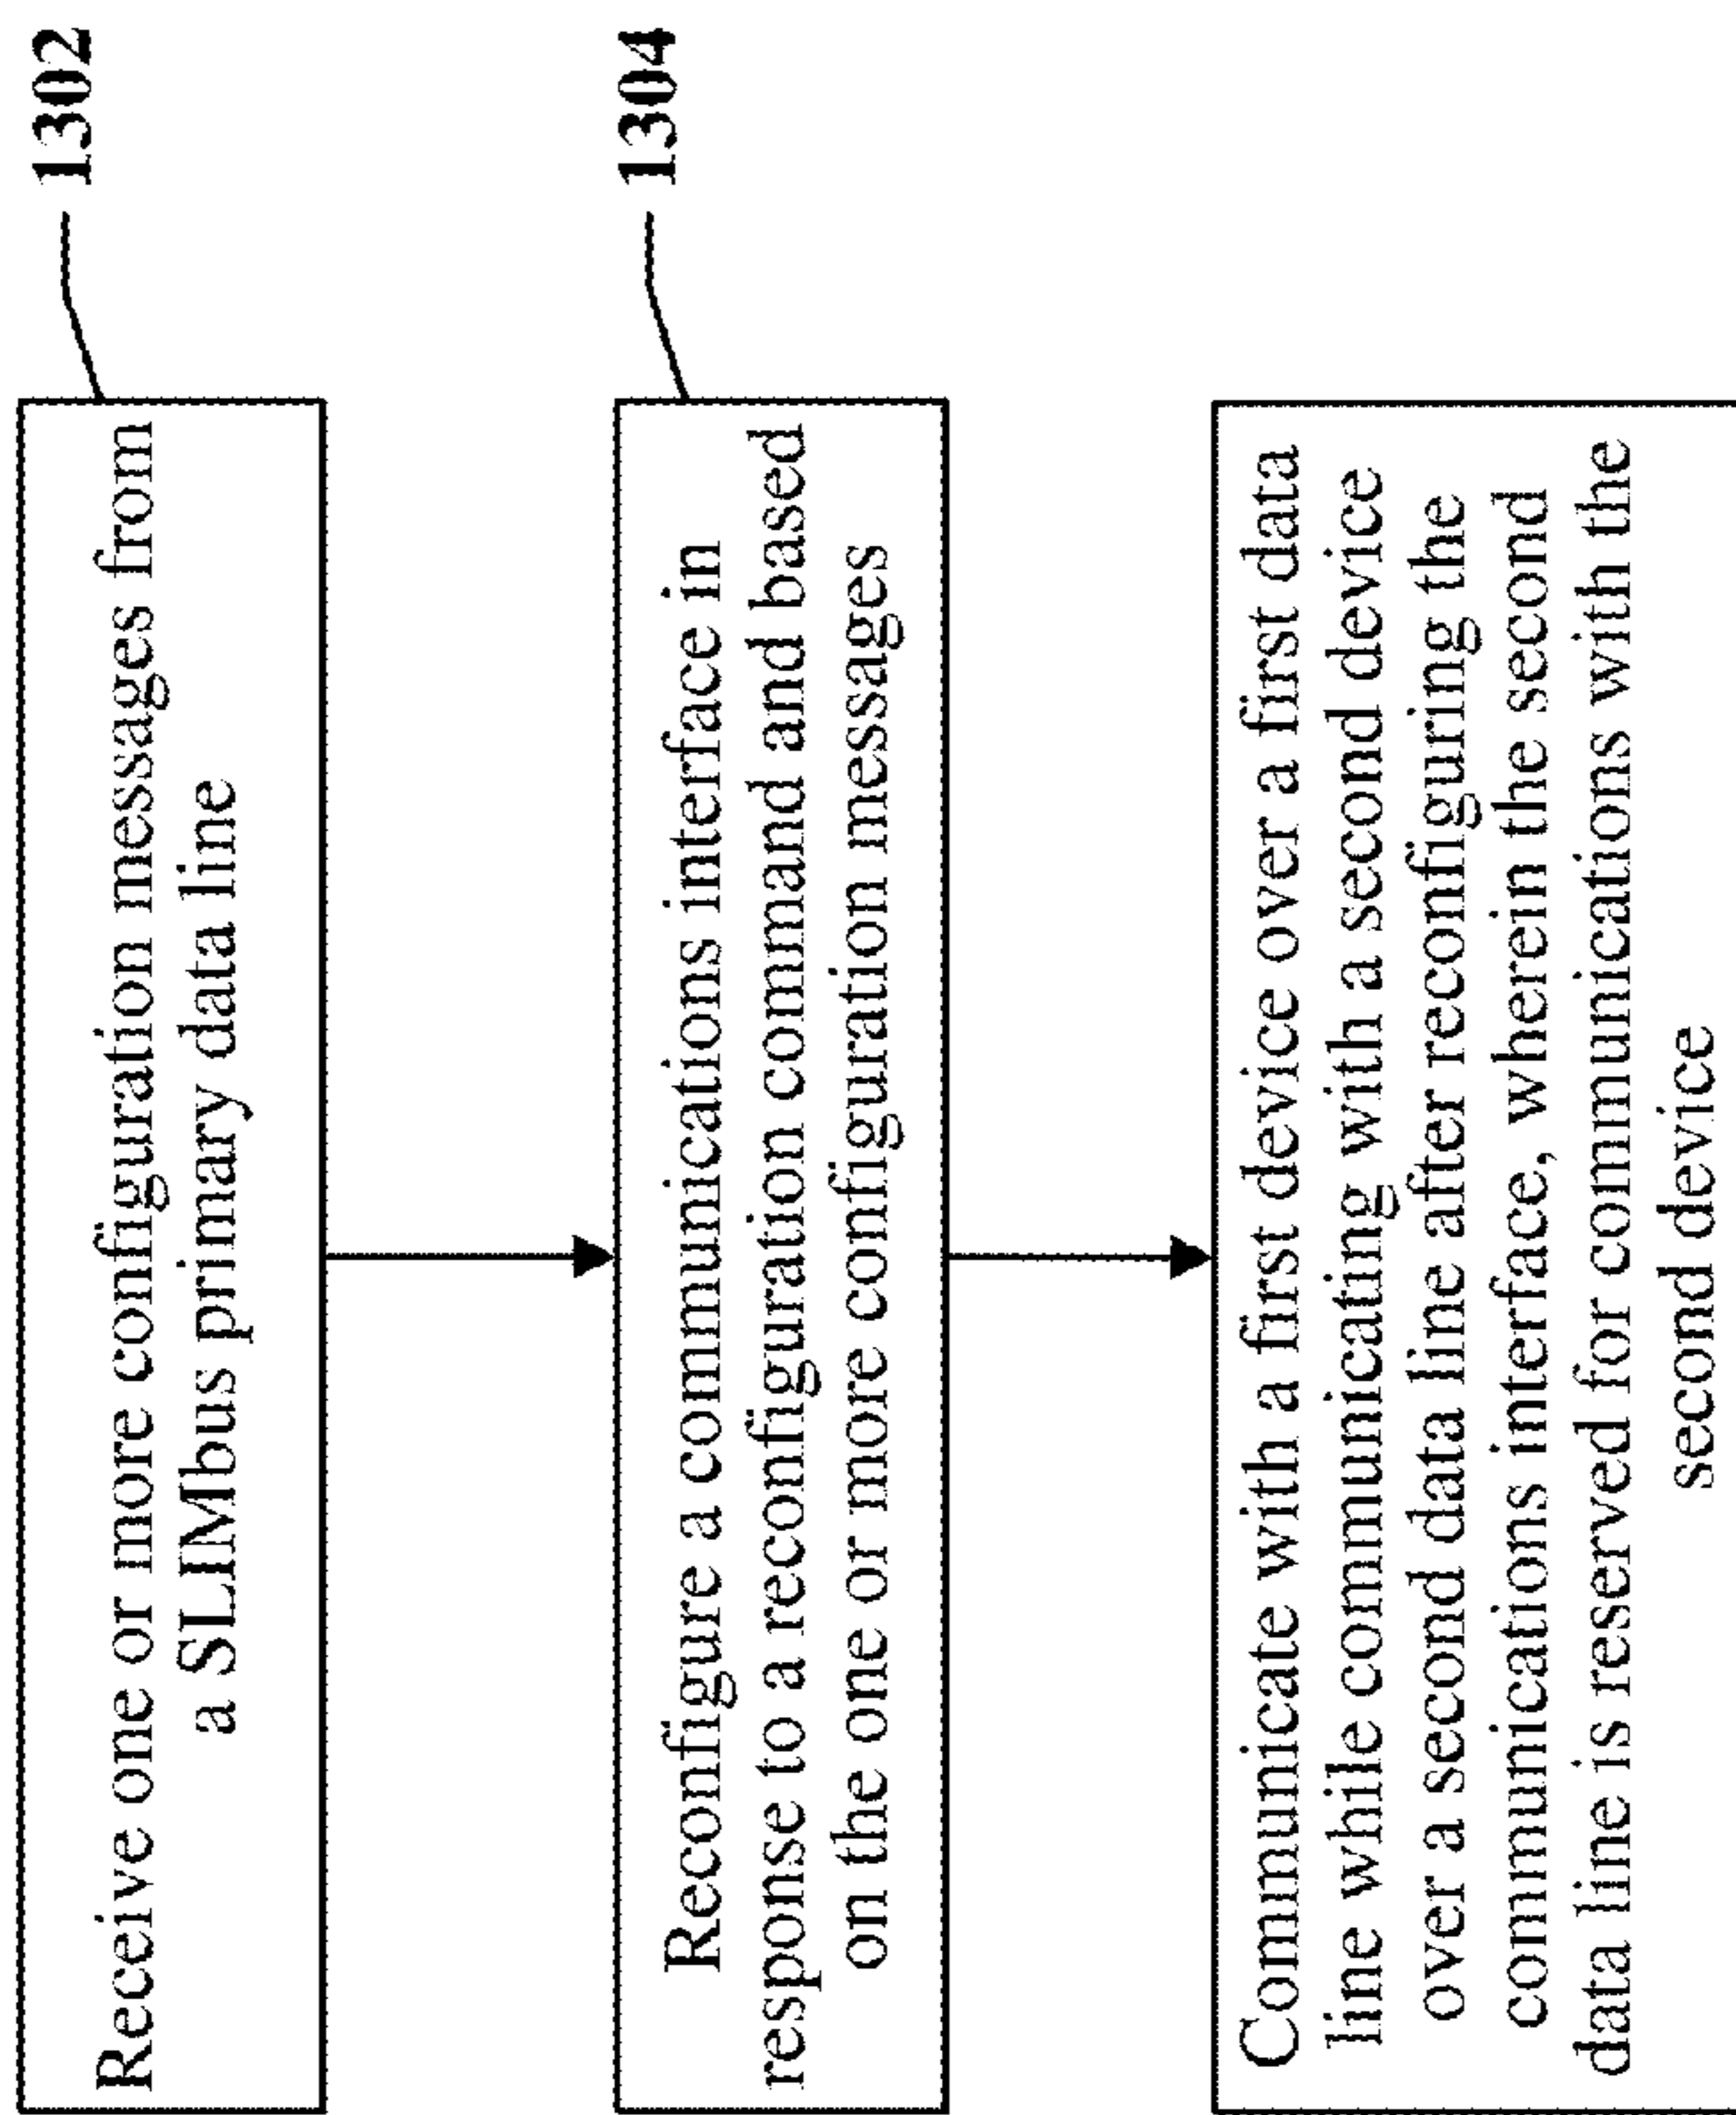 1302
Receive one or more configuration messages from
a SLIMbus primary data line
1304
Reconfigure a communications interface in
response to a reconfiguration command and based
on the one or more configuration messages
Communicate with a first device over a first data
line while communicating with a second device
over a second data line after reconfiguring the
communications interface, wherein the second
data line is reserved for communications with the
second device